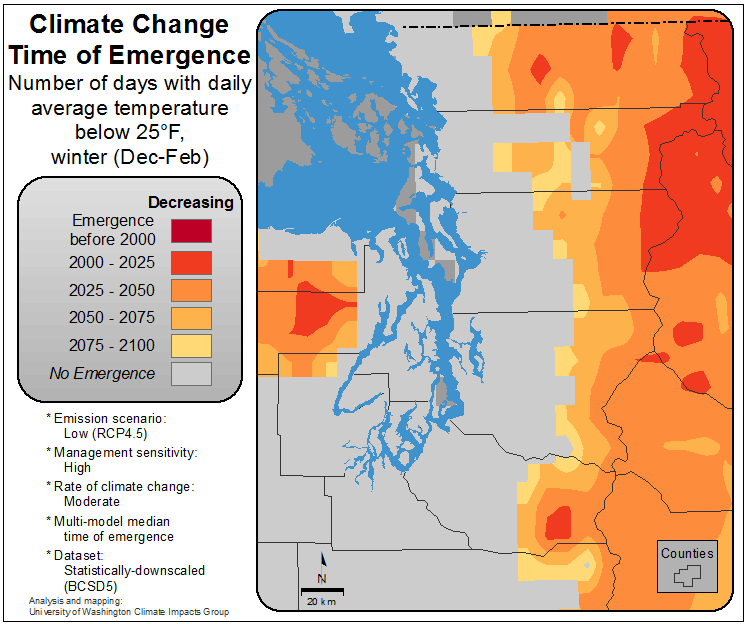 Climate Change
Time of Emergence
Number of days with daily
average temperature
below 25°F,
winter (Dec-Feb)
Decreasing
Emergence
before 2000
2000 - 2025
2025 - 2050
2050 - 2075
2075 - 2100
No Emergence
* Emission scenario:
Low (RCP4.5)
* Management sensitivity:
High
* Rate of climate change:
Moderate
* Multi-model median
time of emergence
* Dataset:
Statistically-downscaled
(BCSD5)
Analysis and mapping:
University of Washington Climate Impacts Group
N
20 km
Counties